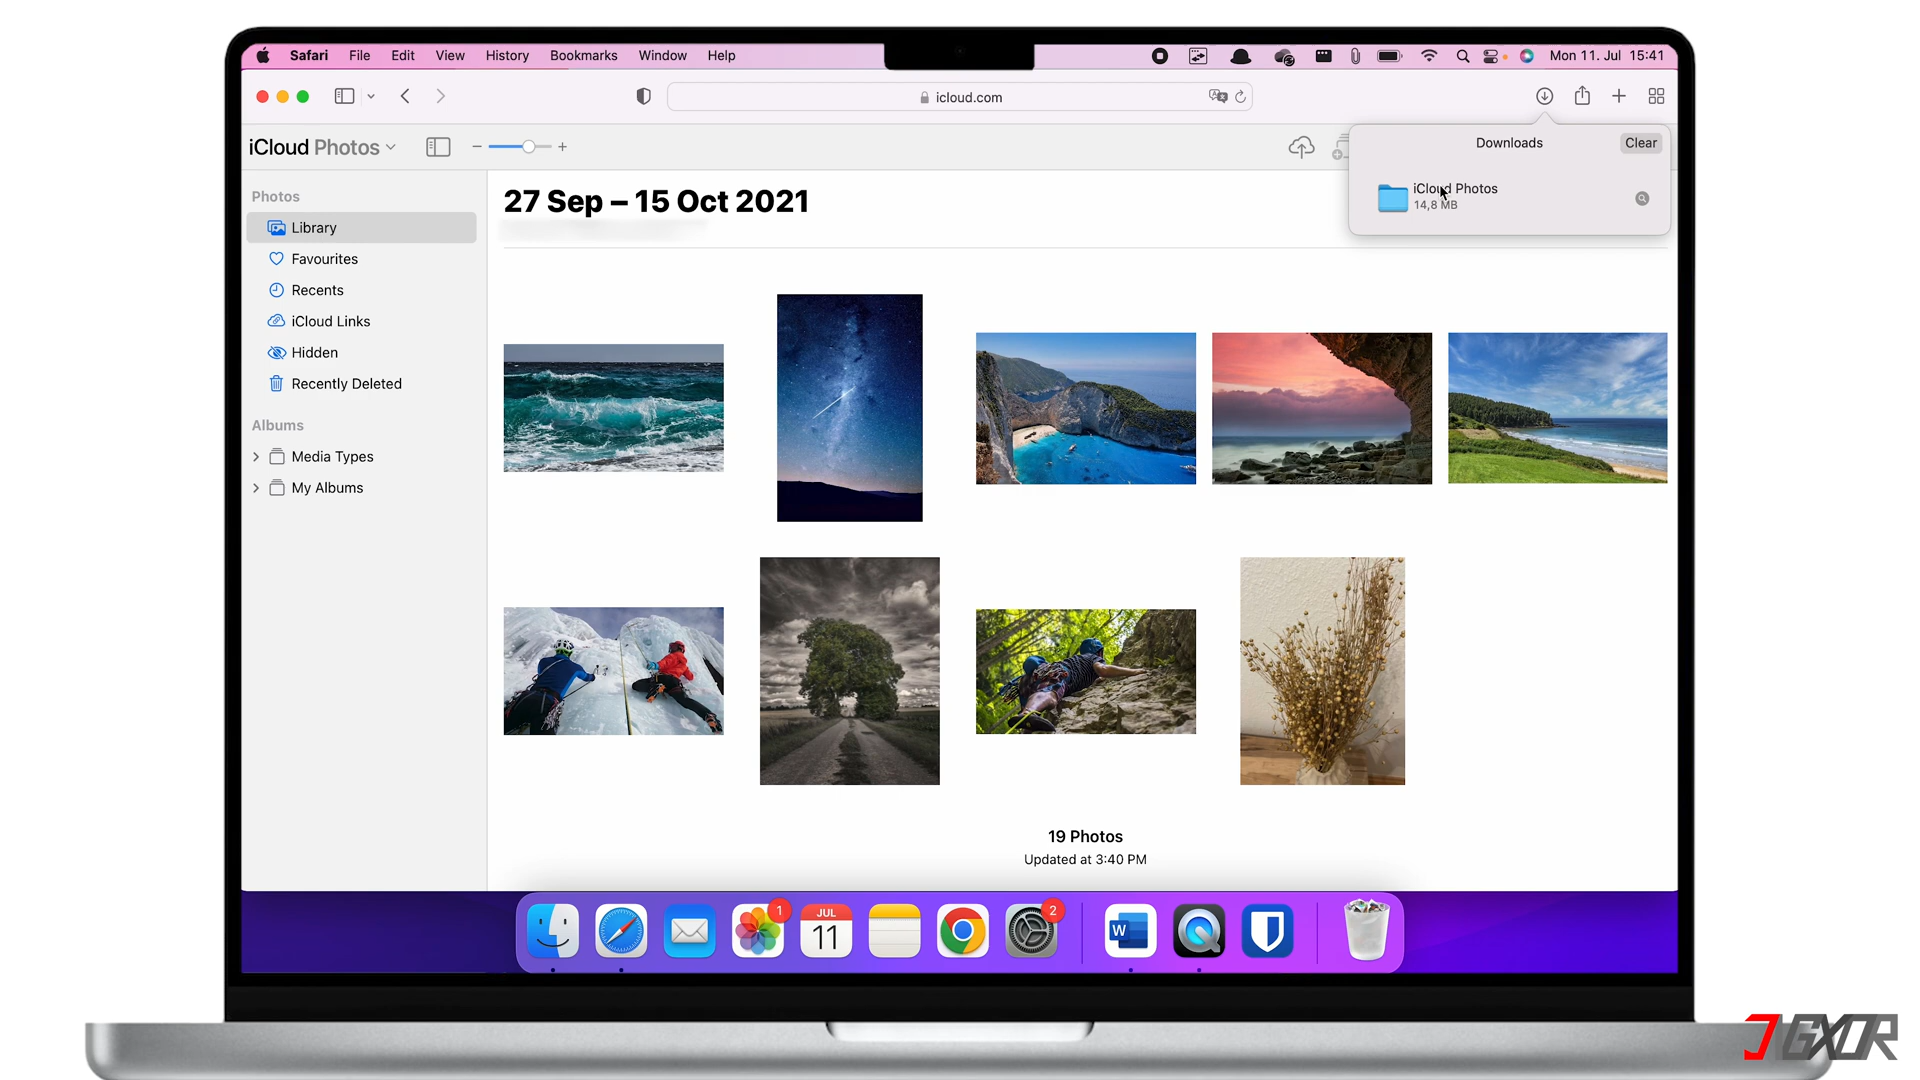 Safari File Edit View History Bookmarks Window Help Mon 11. Jul 15:41
icloud.com
iCloud Photos
Downloads Clear
iCloud Photos
14,8 MB
27 Sep – 15 Oct 2021
Photos
Library
Favourites
Recents
iCloud Links
Hidden
Recently Deleted
Albums
Media Types
My Albums
19 Photos
Updated at 3:40 PM
1
JUL
11
2
W
JGXOR